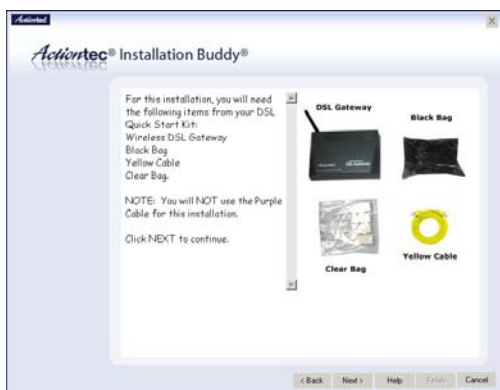 Actiontec
Actiontec® Installation Buddy®
For this installation, you will need
the following items from your DSL
Quick Start Kit:
Wireless DSL Gateway
Black Bag
Yellow Cable
Clear Bag.
NOTE: You will NOT use the Purple
Cable for this installation.
Click NEXT to continue.
DSL Gateway
Black Bag
Clear Bag
Yellow Cable
< Back
Next >
Help
Finish
Cancel